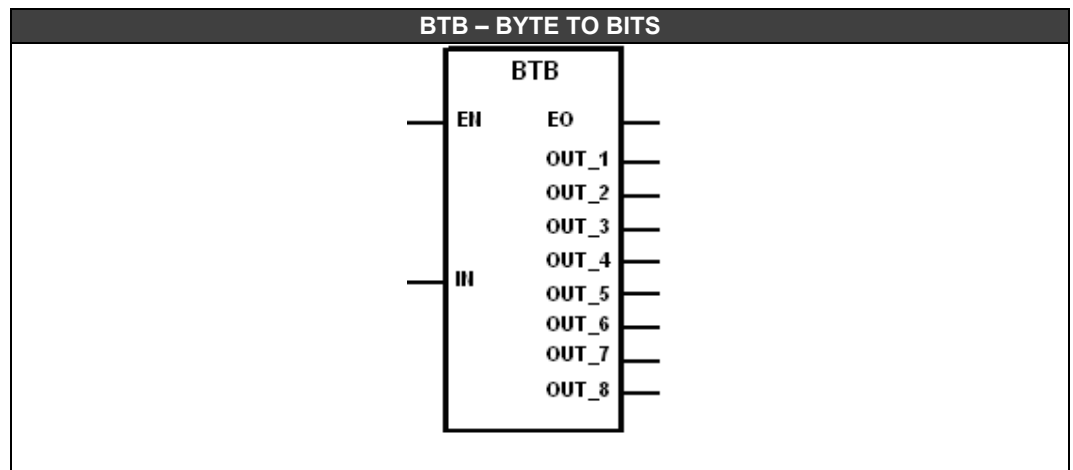 BTB – BYTE TO BITS
BTB
EN EO
OUT_1
OUT_2
OUT_3
OUT_4
IN
OUT_5
OUT_6
OUT_7
OUT_8